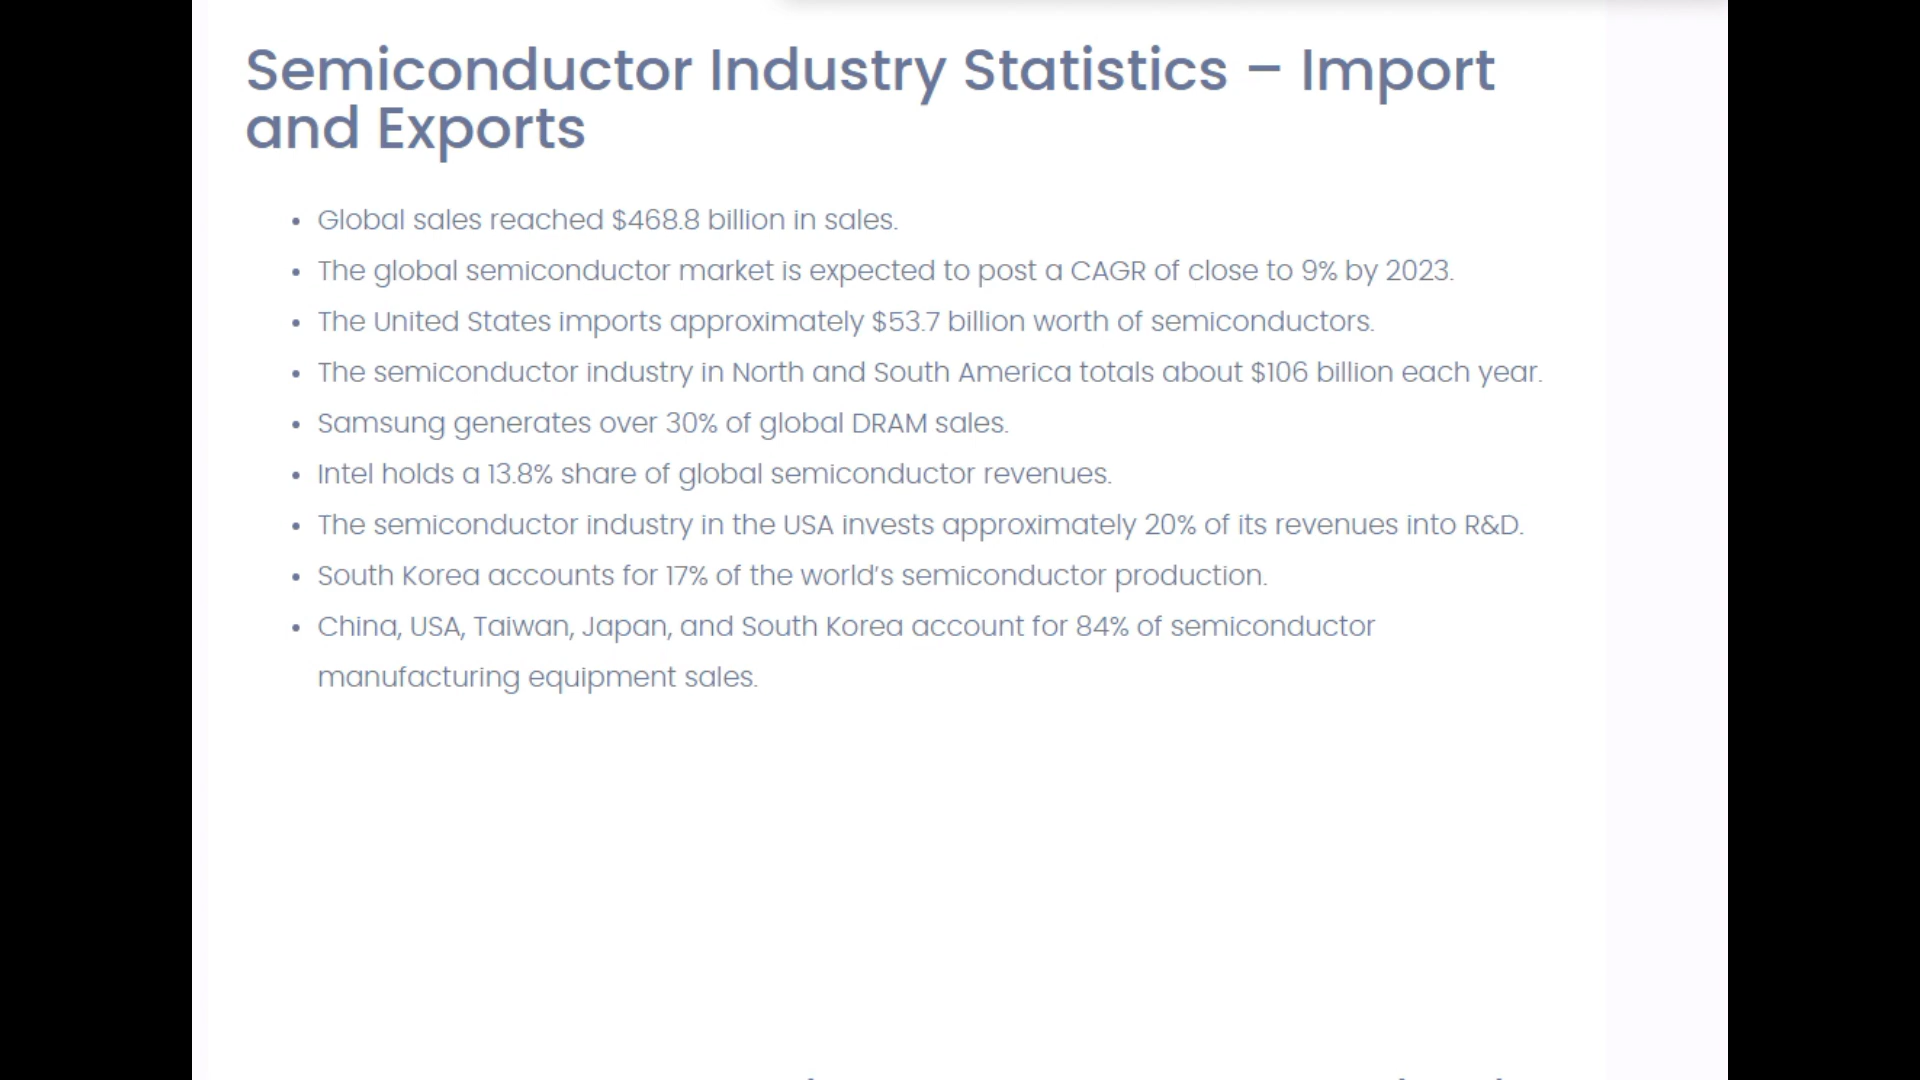 Semiconductor Industry Statistics – Import
and Exports
• Global sales reached $468.8 billion in sales.
• The global semiconductor market is expected to post a CAGR of close to 9% by 2023.
• The United States imports approximately $53.7 billion worth of semiconductors.
• The semiconductor industry in North and South America totals about $106 billion each year.
• Samsung generates over 30% of global DRAM sales.
• Intel holds a 13.8% share of global semiconductor revenues.
• The semiconductor industry in the USA invests approximately 20% of its revenues into R&D.
• South Korea accounts for 17% of the world’s semiconductor production.
• China, USA, Taiwan, Japan, and South Korea account for 84% of semiconductor
manufacturing equipment sales.